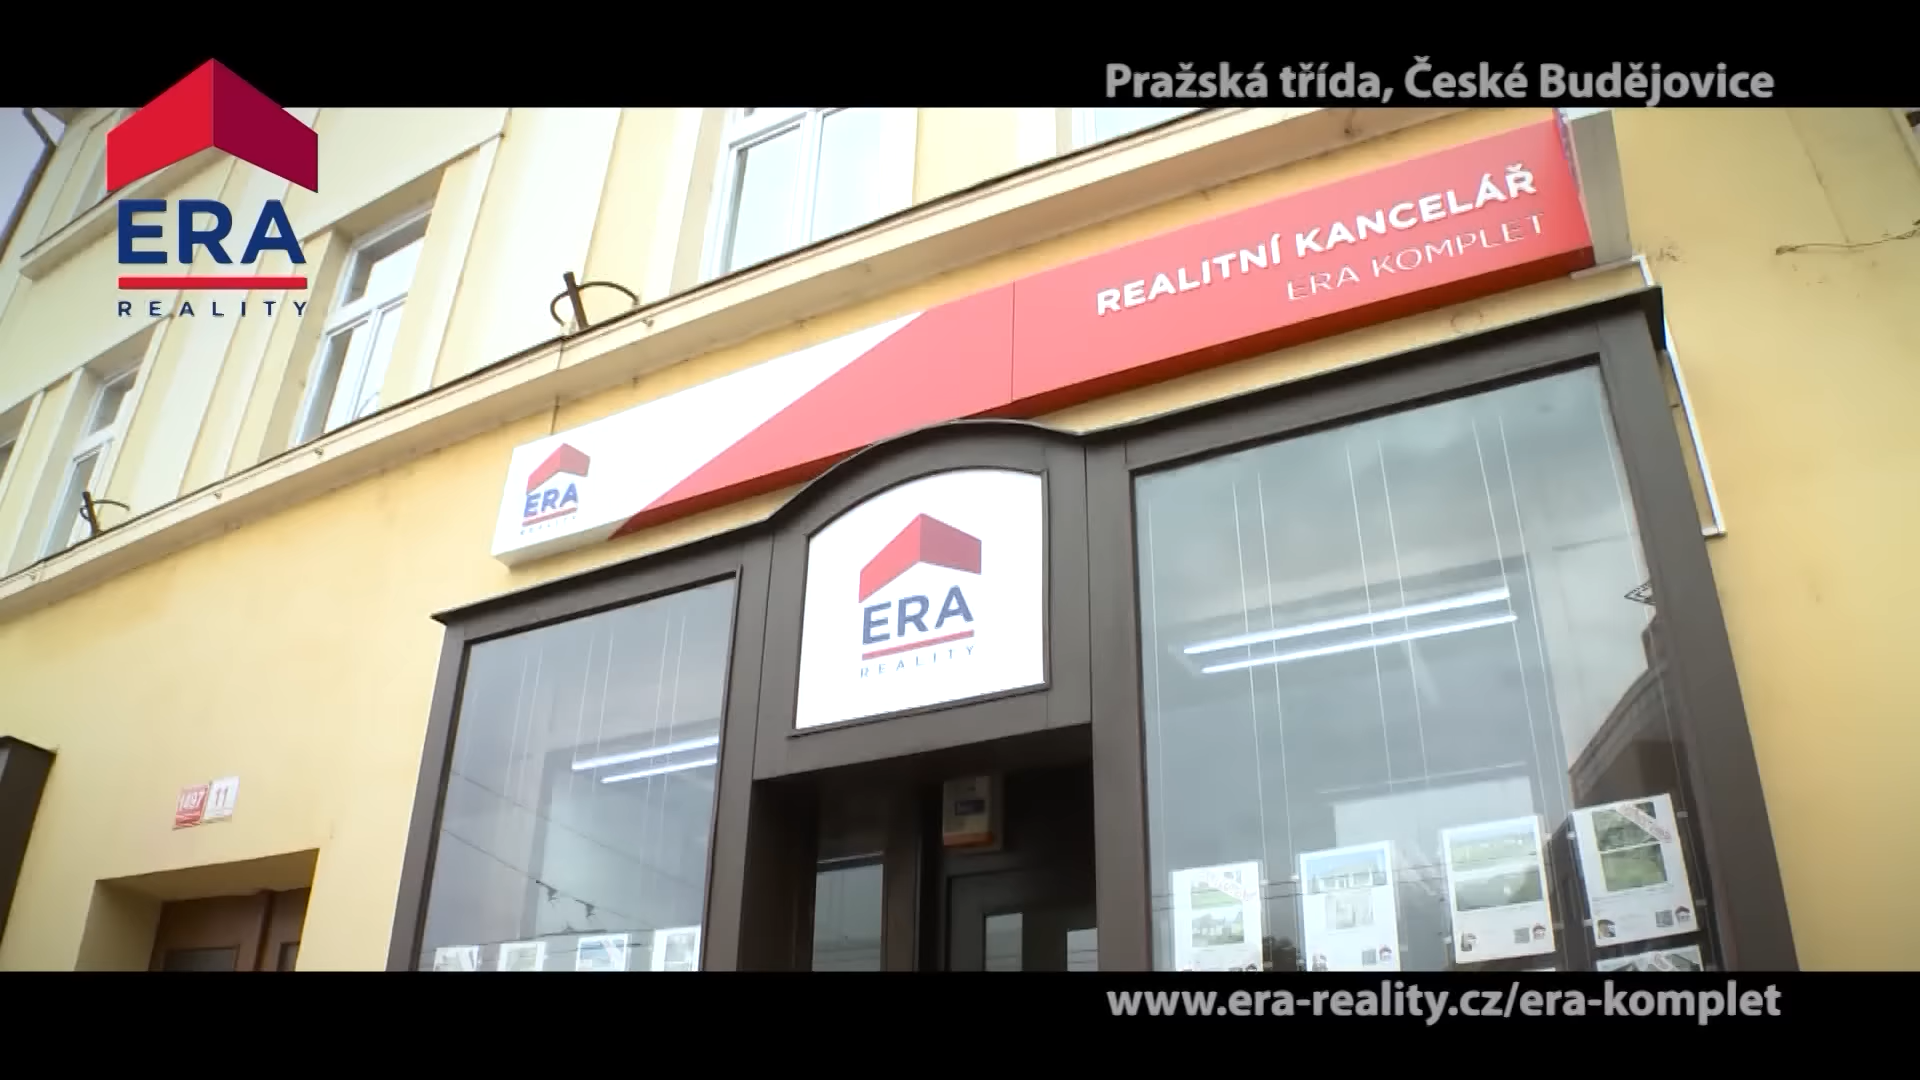 Pražská třída, České Budějovice
ERA
REALITY
REALITNÍ KANCELÁŘ
ERA KOMPLET
ERA
REALITY
ERA
REALITY
1497
11
www.era-reality.cz/era-komplet